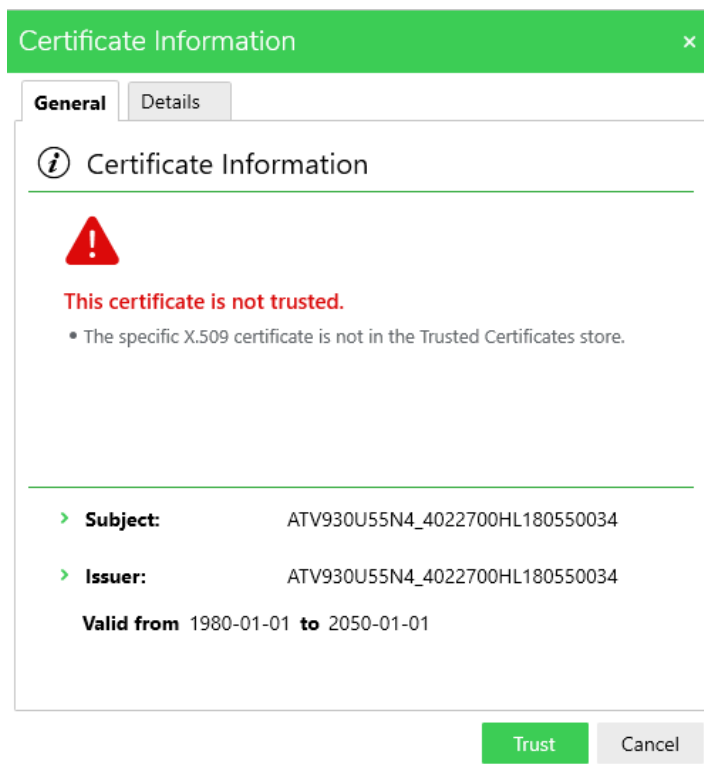 Certificate Information ×
General Details
Certificate Information
This certificate is not trusted.
• The specific X.509 certificate is not in the Trusted Certificates store.
Subject: ATV930U55N4_4022700HL180550034
Issuer: ATV930U55N4_4022700HL180550034
Valid from 1980-01-01 to 2050-01-01
Trust Cancel